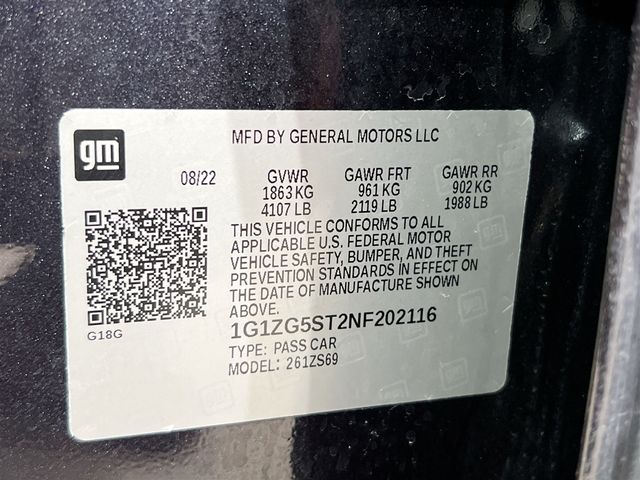 gm
MFD BY GENERAL MOTORS LLC
08/22 GVWR GAWR FRT GAWR RR
1863 KG 961 KG 902 KG
4107 LB 2119 LB 1988 LB
THIS VEHICLE CONFORMS TO ALL
APPLICABLE U.S. FEDERAL MOTOR
VEHICLE SAFETY, BUMPER, AND THEFT
PREVENTION STANDARDS IN EFFECT ON
THE DATE OF MANUFACTURE SHOWN
ABOVE.
G18G
1G1ZG5ST2NF202116
TYPE: PASS CAR
MODEL: 261ZS69